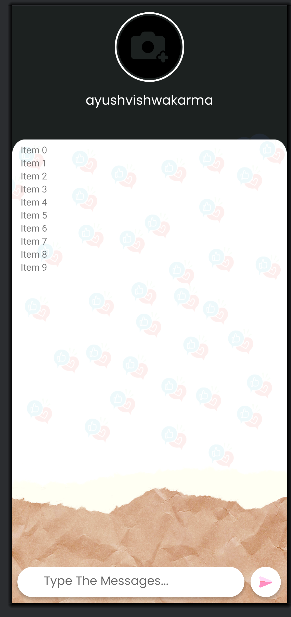 ayushvishwakarma
Item 0
Item 1
Item 2
Item 3
Item 4
Item 5
Item 6
Item 7
Item 8
Item 9
Type The Messages...